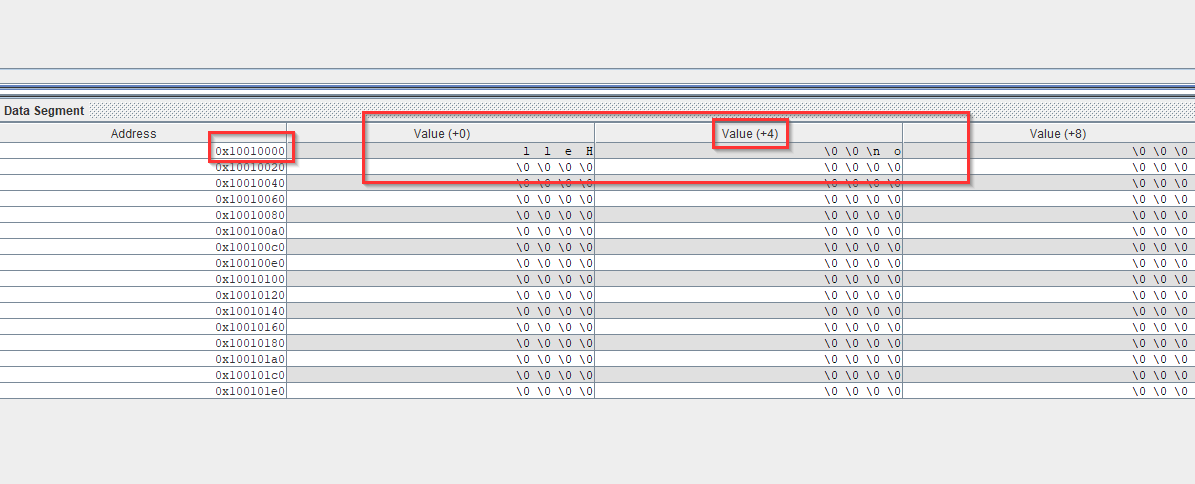 Data Segment
Address Value (+0) Value (+4) Value (+8)
0x10010000 l l e H \0 \0 \n o \0 \0 \0
0x10010020 \0 \0 \0 \0 \0 \0 \0 \0 \0 \0 \0
0x10010040 \0 \0 \0 \0 \0 \0 \0 \0 \0 \0 \0
0x10010060 \0 \0 \0 \0 \0 \0 \0 \0 \0 \0 \0
0x10010080 \0 \0 \0 \0 \0 \0 \0 \0 \0 \0 \0
0x100100a0 \0 \0 \0 \0 \0 \0 \0 \0 \0 \0 \0
0x100100c0 \0 \0 \0 \0 \0 \0 \0 \0 \0 \0 \0
0x100100e0 \0 \0 \0 \0 \0 \0 \0 \0 \0 \0 \0
0x10010100 \0 \0 \0 \0 \0 \0 \0 \0 \0 \0 \0
0x10010120 \0 \0 \0 \0 \0 \0 \0 \0 \0 \0 \0
0x10010140 \0 \0 \0 \0 \0 \0 \0 \0 \0 \0 \0
0x10010160 \0 \0 \0 \0 \0 \0 \0 \0 \0 \0 \0
0x10010180 \0 \0 \0 \0 \0 \0 \0 \0 \0 \0 \0
0x100101a0 \0 \0 \0 \0 \0 \0 \0 \0 \0 \0 \0
0x100101c0 \0 \0 \0 \0 \0 \0 \0 \0 \0 \0 \0
0x100101e0 \0 \0 \0 \0 \0 \0 \0 \0 \0 \0 \0